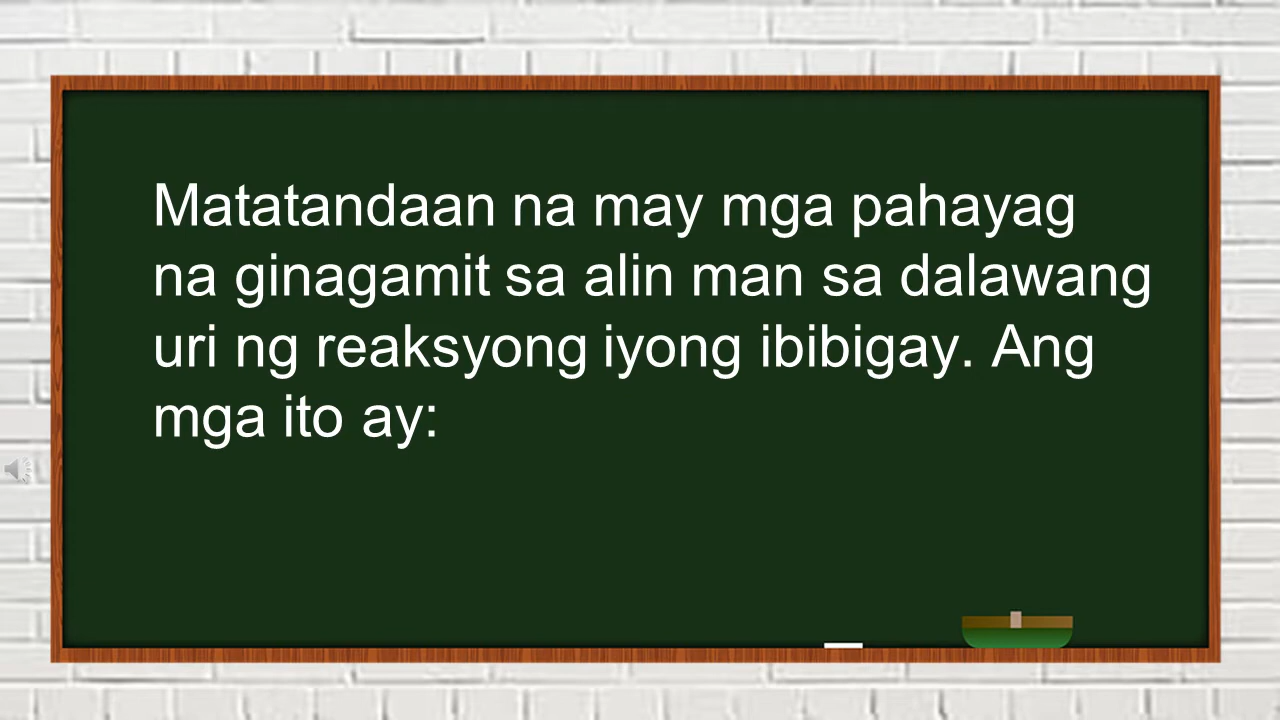 Matatandaan na may mga pahayag
na ginagamit sa alin man sa dalawang
uri ng reaksyong iyong ibibigay. Ang
mga ito ay: